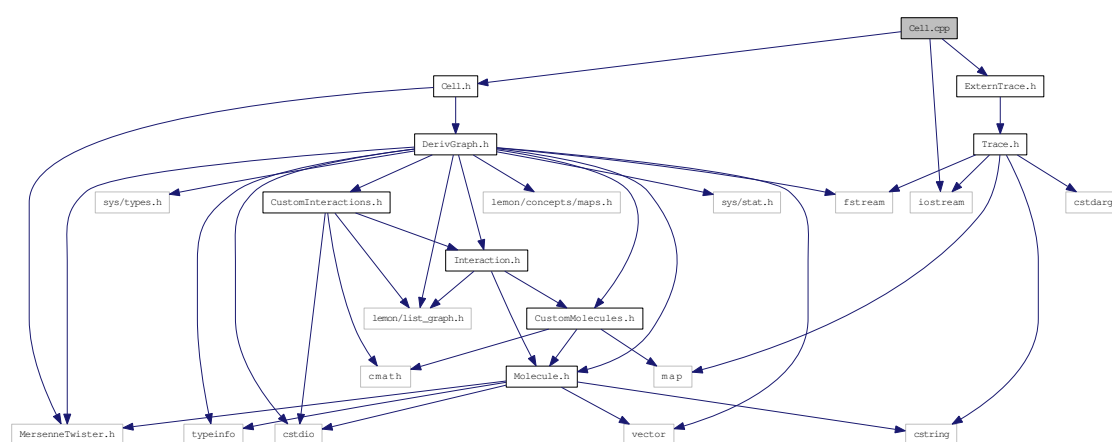 Cell.cpp
Cell.h
ExternTrace.h
DerivGraph.h
Trace.h
sys/types.h
CustomInteractions.h
lemon/concepts/maps.h
sys/stat.h
fstream
iostream
cstdarg
Interaction.h
lemon/list_graph.h
CustomMolecules.h
cmath
Molecule.h
map
MersenneTwister.h
typeinfo
cstdio
vector
cstring